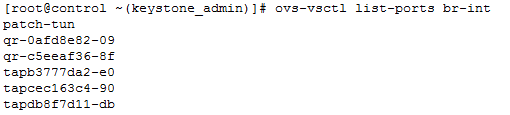 [root@control ~(keystone_admin)]# ovs-vsctl list-ports br-int
patch-tun
qr-0afd8e82-09
qr-c5eeaf36-8f
tapb3777da2-e0
tapcec163c4-90
tapdb8f7d11-db